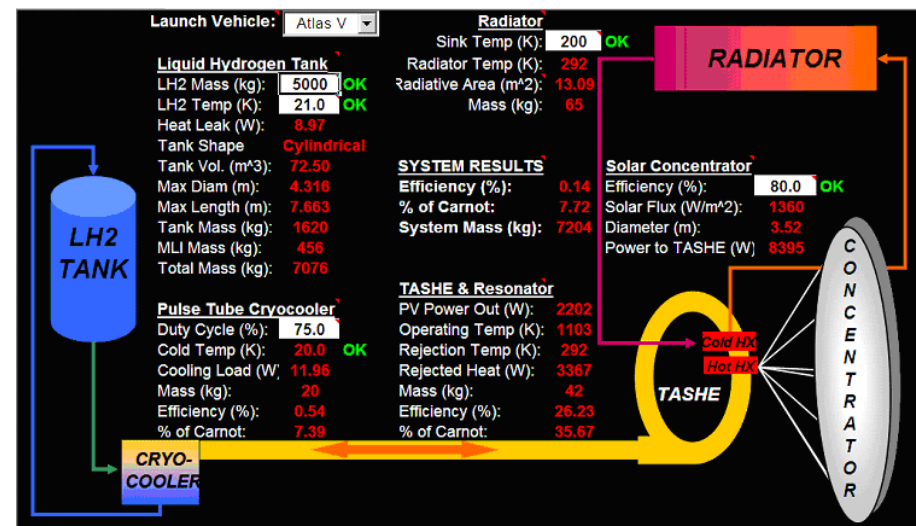 Launch Vehicle: Atlas V
Liquid Hydrogen Tank
LH2 Mass (kg): 5000 OK
LH2 Temp (K): 21.0 OK
Heat Leak (W): 8.97
Tank Shape Cylindrical
Tank Vol. (m^3): 72.50
Max Diam (m): 4.316
Max Length (m): 7.663
Tank Mass (kg): 1620
MLI Mass (kg): 456
Total Mass (kg): 7076
Pulse Tube Cryocooler
Duty Cycle (%): 75.0
Cold Temp (K): 20.0 OK
Cooling Load (W) 11.96
Mass (kg): 20
Efficiency (%): 0.54
% of Carnot: 7.39
Radiator
Sink Temp (K): 200 OK
Radiator Temp (K): 292
Radiative Area (m^2): 13.09
Mass (kg): 65
SYSTEM RESULTS
Efficiency (%): 0.14
% of Carnot: 7.72
System Mass (kg): 7204
TASHE & Resonator
PV Power Out (W): 2202
Operating Temp (K): 1103
Rejection Temp (K): 292
Rejected Heat (W): 3367
Mass (kg): 42
Efficiency (%): 26.23
% of Carnot: 35.67
Solar Concentrator
Efficiency (%): 80.0 OK
Solar Flux (W/m^2): 1360
Diameter (m): 3.52
Power to TASHE (W) 8395
RADIATOR
LH2
TANK
CRYO-
COOLER
TASHE
Cold HX
Hot HX
CONCENTRATOR